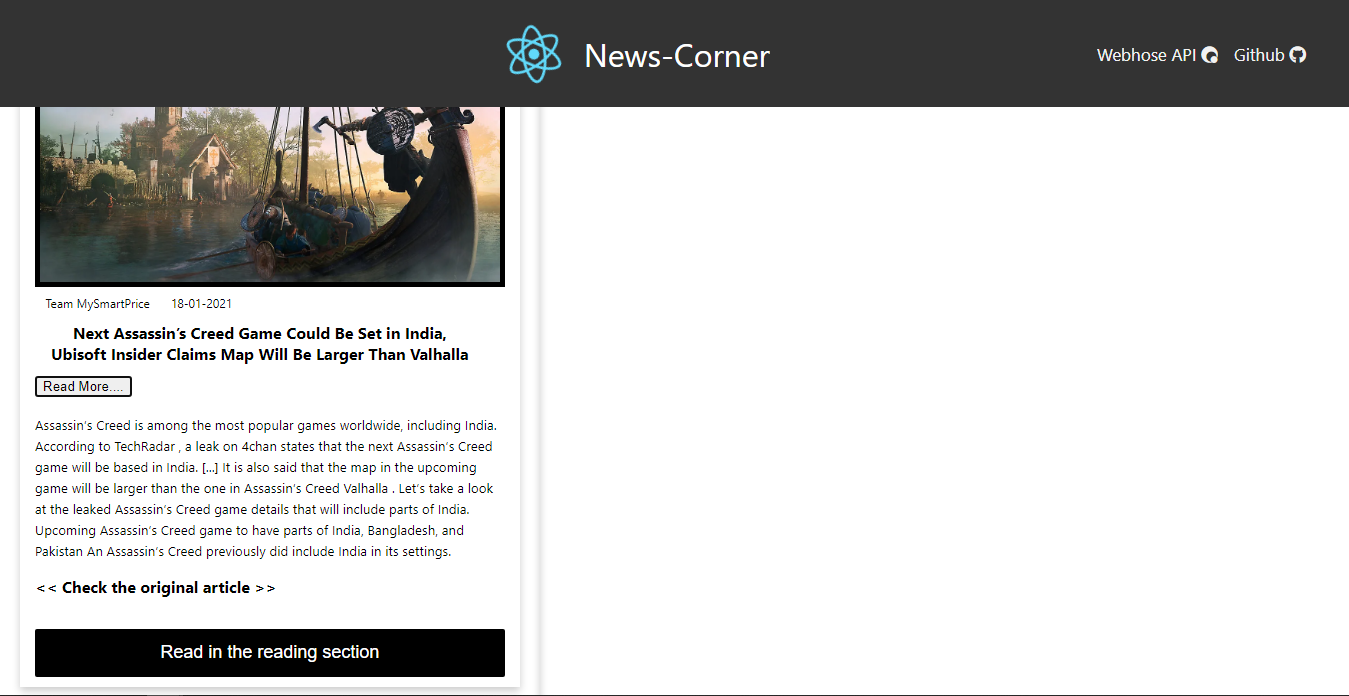 News-Corner
Webhose API
Github
Team MySmartPrice 18-01-2021
Next Assassin’s Creed Game Could Be Set in India,
Ubisoft Insider Claims Map Will Be Larger Than Valhalla
Read More....
Assassin’s Creed is among the most popular games worldwide, including India.
According to TechRadar , a leak on 4chan states that the next Assassin’s Creed
game will be based in India. [...] It is also said that the map in the upcoming
game will be larger than the one in Assassin’s Creed Valhalla . Let’s take a look
at the leaked Assassin’s Creed game details that will include parts of India.
Upcoming Assassin’s Creed game to have parts of India, Bangladesh, and
Pakistan An Assassin’s Creed previously did include India in its settings.
<< Check the original article >>
Read in the reading section